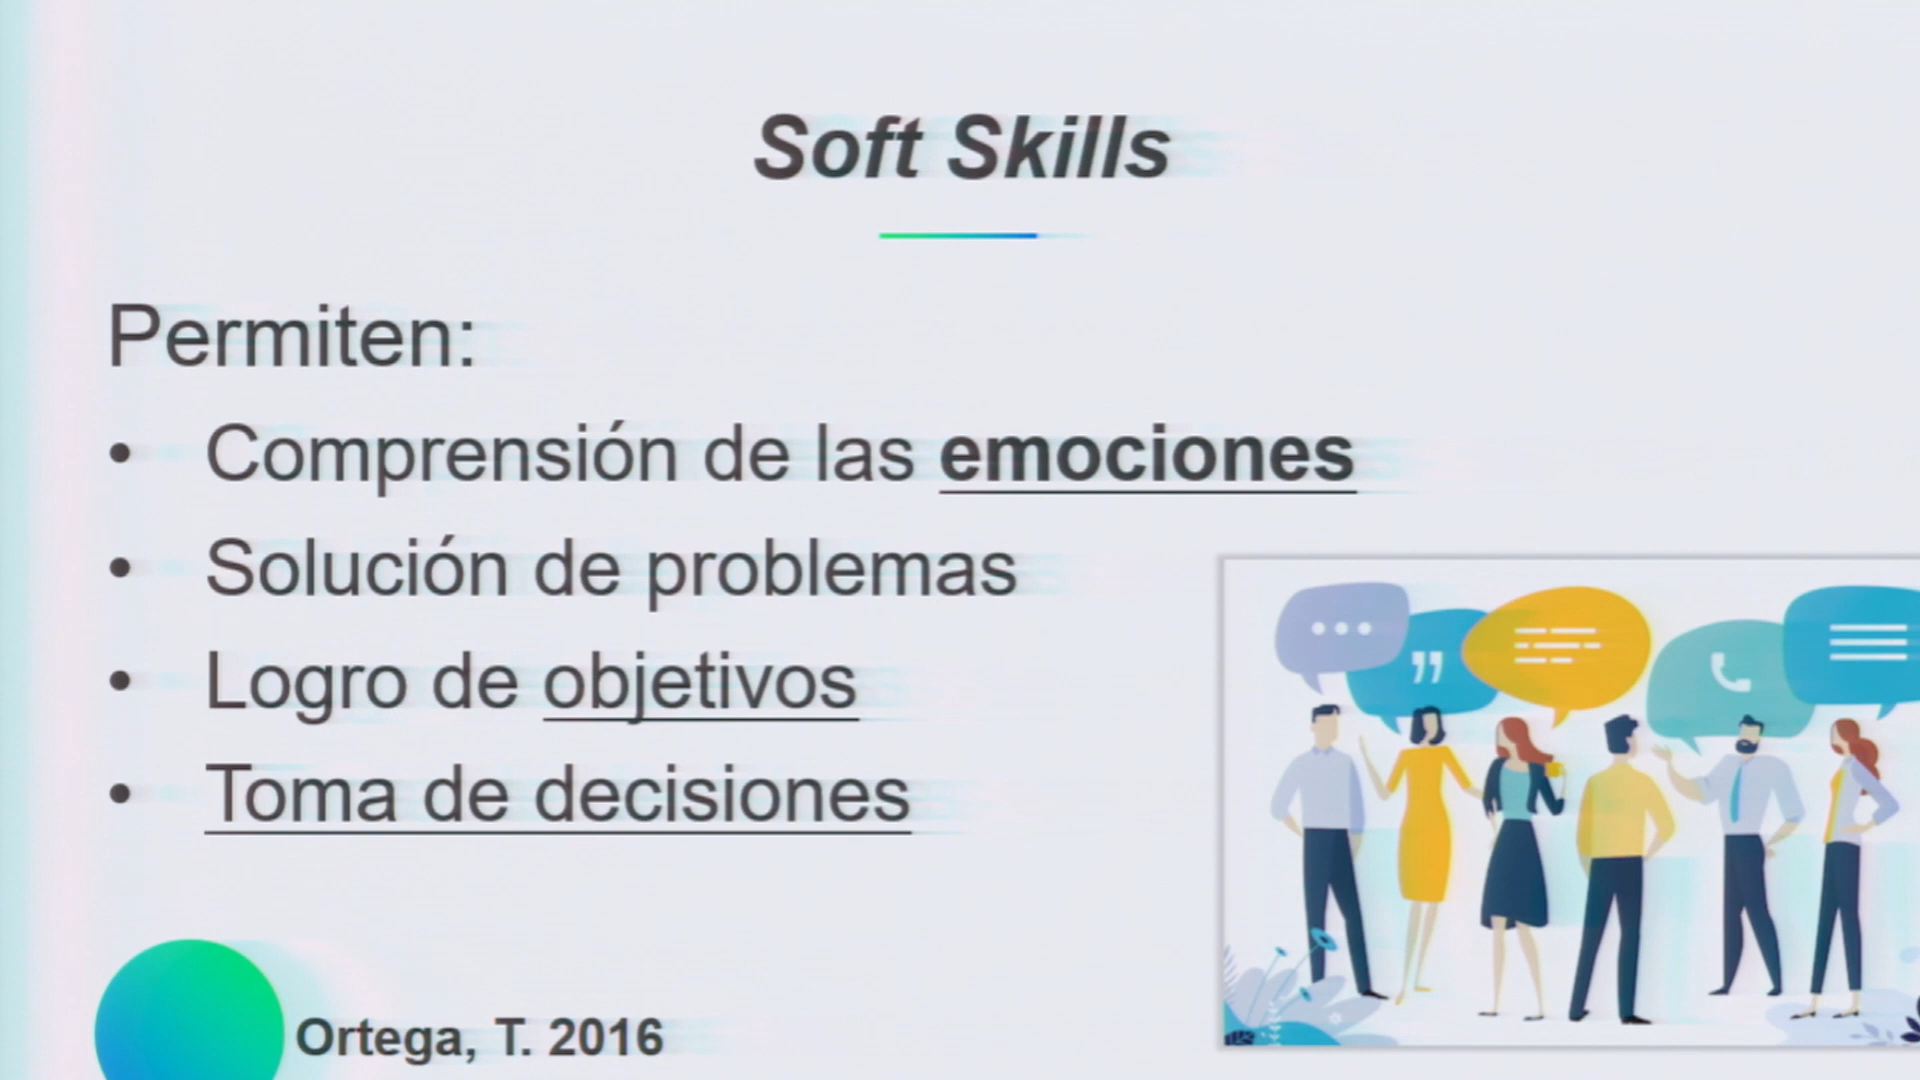 Soft Skills
Permiten:
• Comprensión de las emociones
• Solución de problemas
• Logro de objetivos
• Toma de decisiones
Ortega, T. 2016